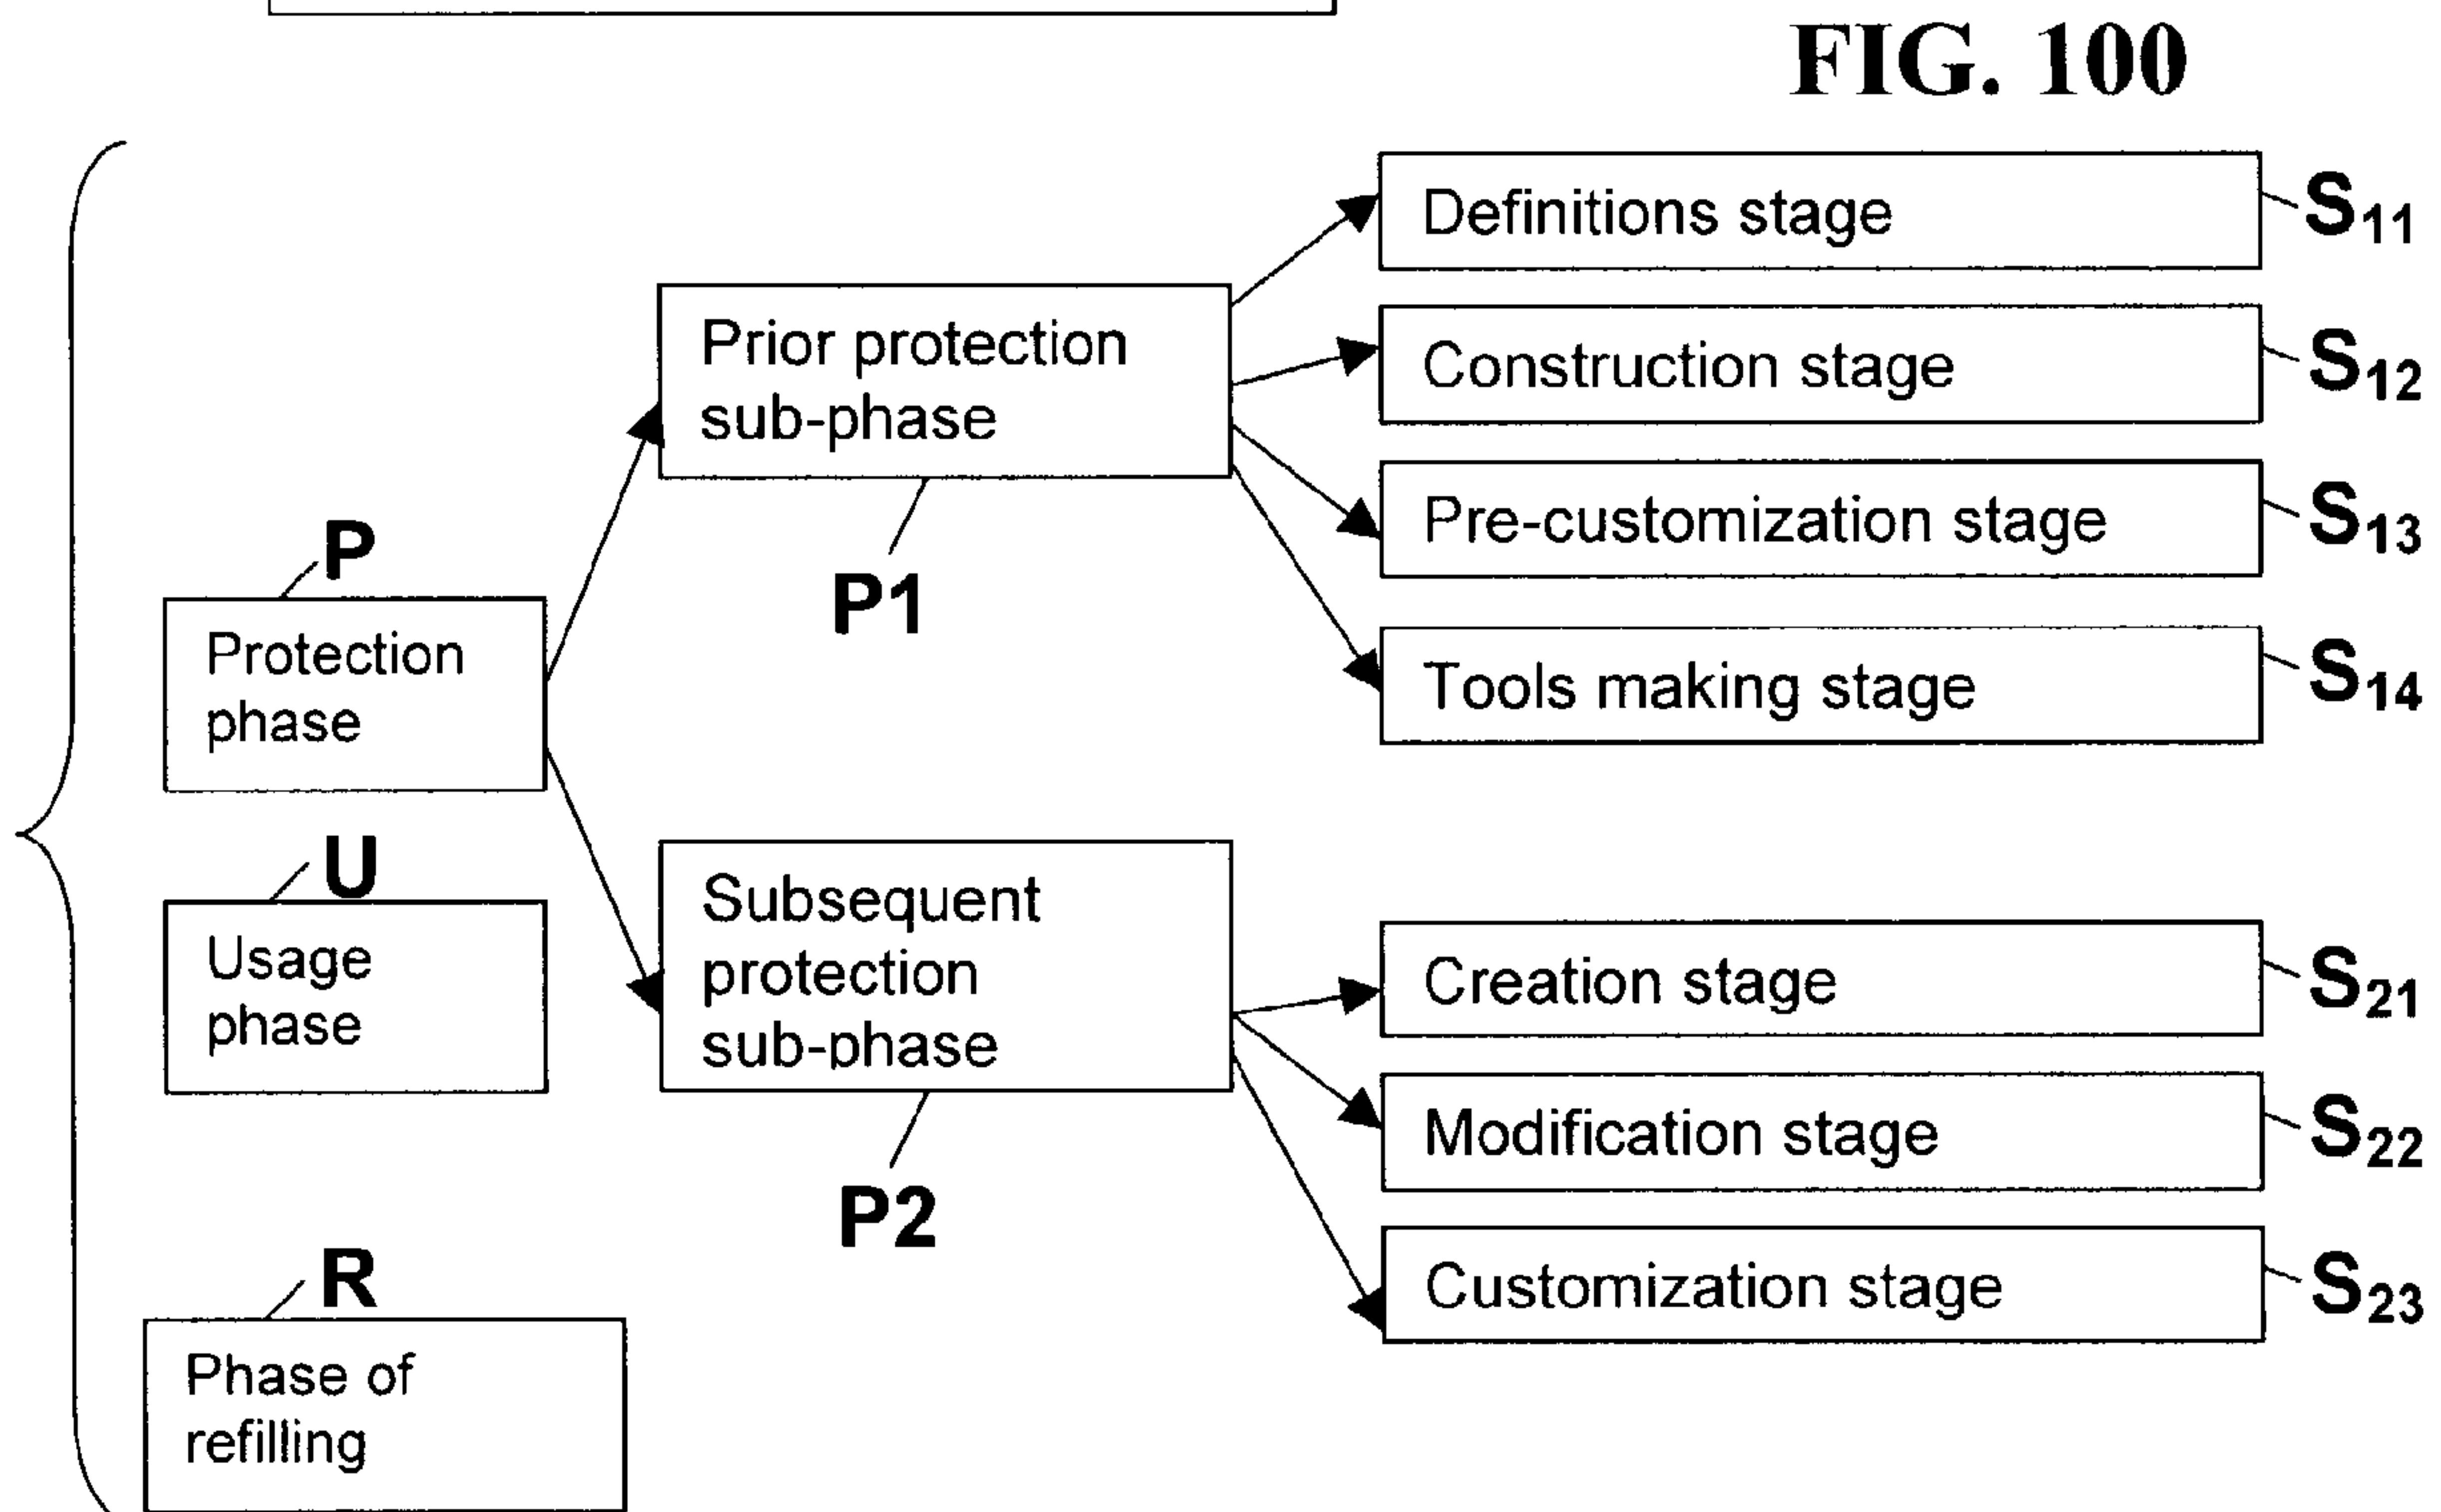 FIG. 100
Definitions stage
S11
Prior protection
sub-phase
Construction stage
S12
Pre-customization stage
S13
P
P1
Protection
phase
Tools making stage
S14
U
Usage
phase
Subsequent
protection
sub-phase
Creation stage
S21
Modification stage
S22
P2
R
Customization stage
S23
Phase of
refilling